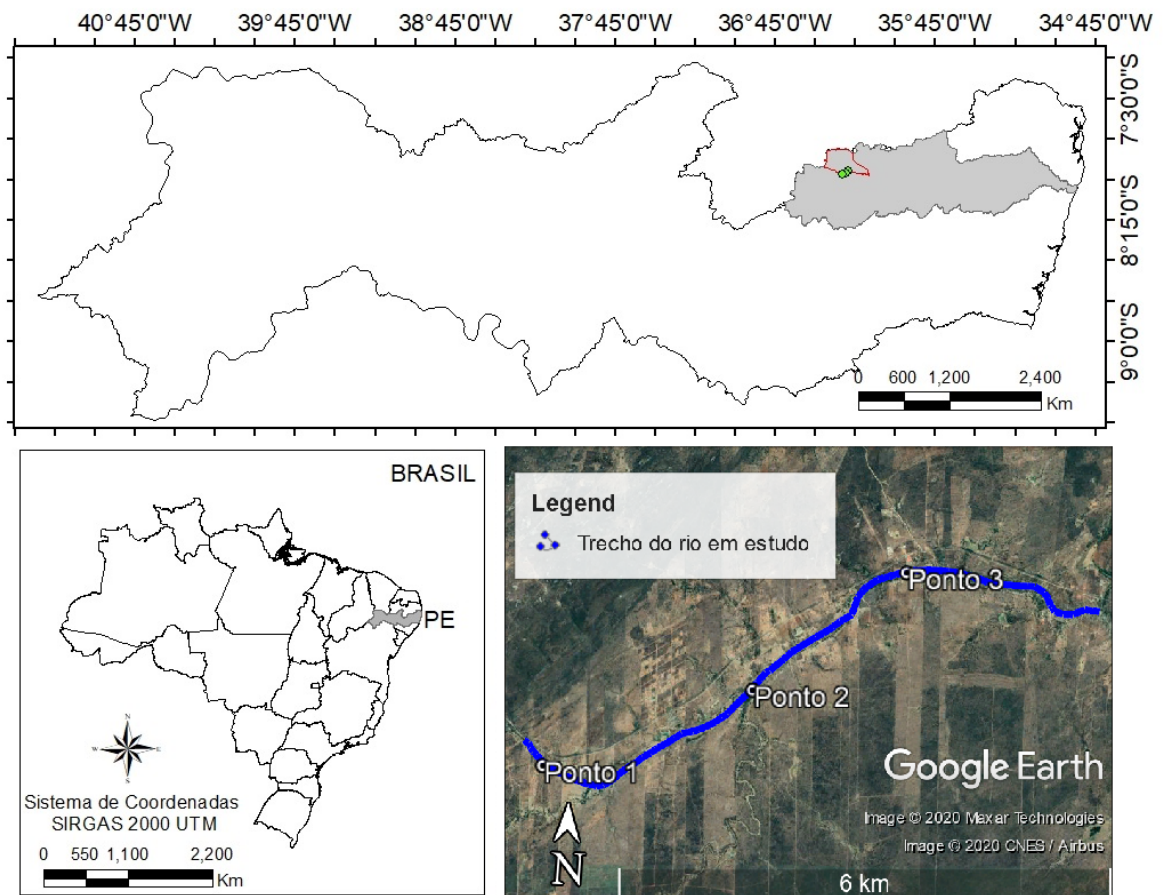 40°45'0"W 39°45'0"W 38°45'0"W 37°45'0"W 36°45'0"W 35°45'0"W 34°45'0"W
7°30'0"S
8°15'0"S
9°0'0"S
0 600 1,200 2,400
Km
BRASIL
PE
N
W E
S
Sistema de Coordenadas
SIRGAS 2000 UTM
0 550 1,100 2,200
Km
Legend
Trecho do rio em estudo
Ponto 3
Ponto 2
Ponto 1
Google Earth
Image © 2020 Maxar Technologies
Image © 2020 CNES / Airbus
N
6 km